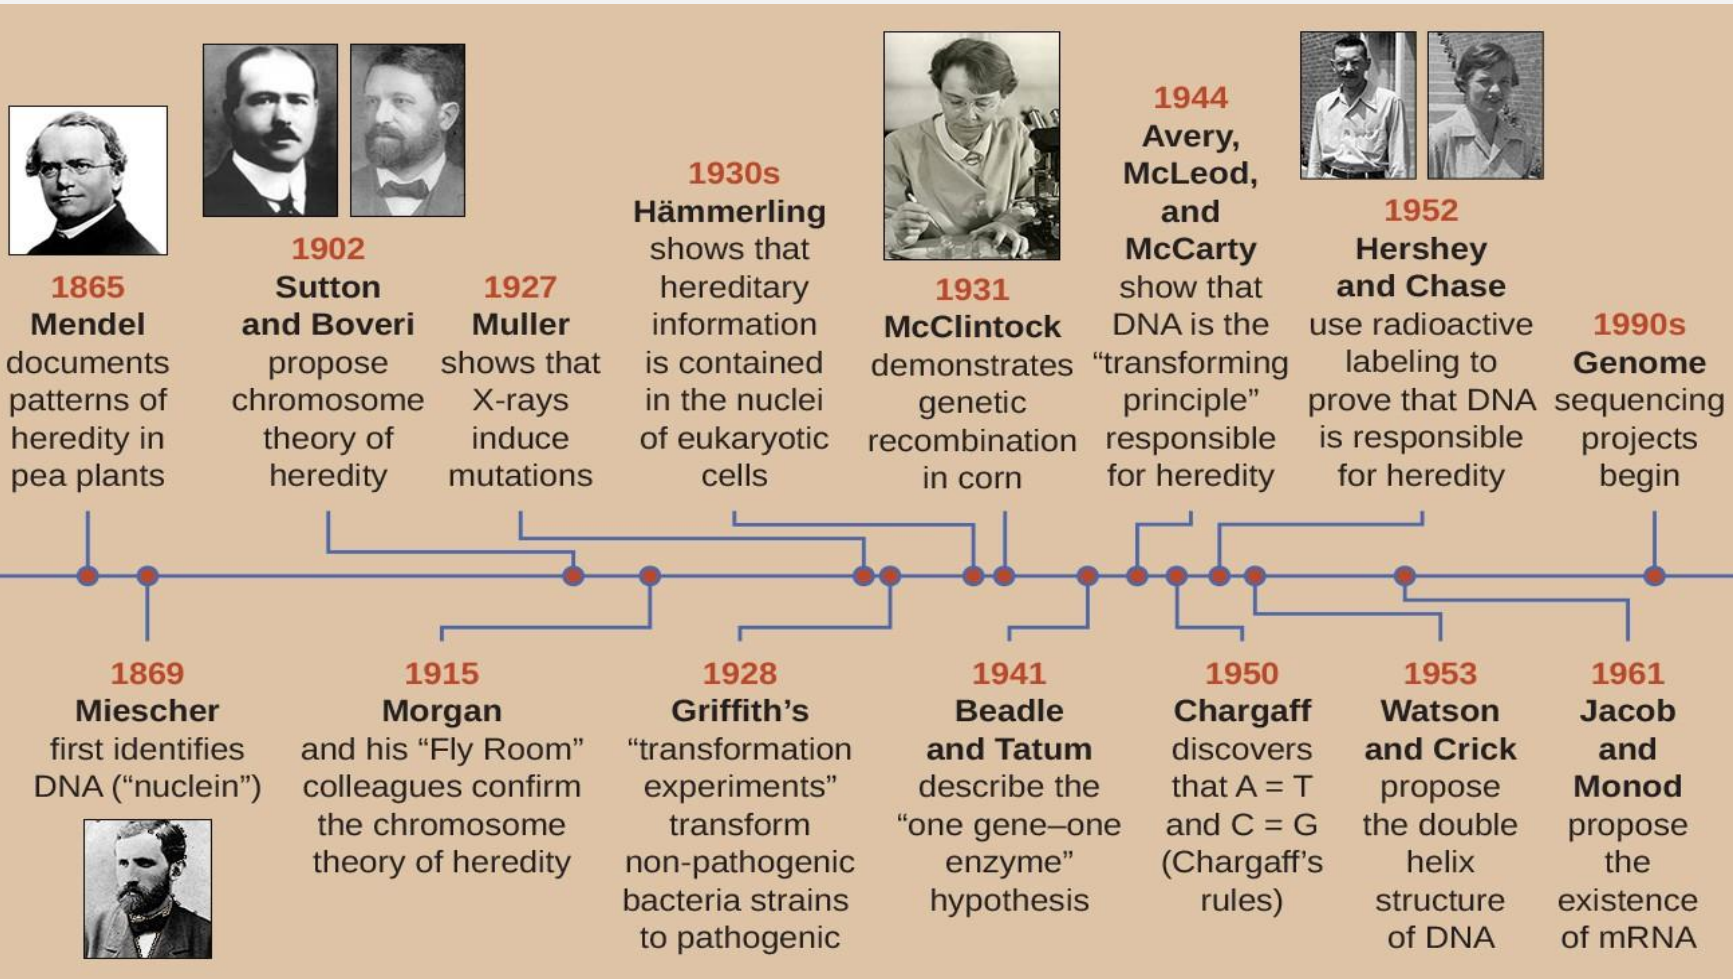 1865
Mendel
documents
patterns of
heredity in
pea plants
1902
Sutton
and Boveri
propose
chromosome
theory of
heredity
1927
Muller
shows that
X-rays
induce
mutations
1930s
Hämmerling
shows that
hereditary
information
is contained
in the nuclei
of eukaryotic
cells
1931
McClintock
demonstrates
genetic
recombination
in corn
1944
Avery,
McLeod,
and
McCarty
show that
DNA is the
“transforming
principle”
responsible
for heredity
1952
Hershey
and Chase
use radioactive
labeling to
prove that DNA
is responsible
for heredity
1990s
Genome
sequencing
projects
begin
1869
Miescher
first identifies
DNA (“nuclein”)
1915
Morgan
and his “Fly Room”
colleagues confirm
the chromosome
theory of heredity
1928
Griffith’s
“transformation
experiments”
transform
non-pathogenic
bacteria strains
to pathogenic
1941
Beadle
and Tatum
describe the
“one gene–one
enzyme”
hypothesis
1950
Chargaff
discovers
that A = T
and C = G
(Chargaff’s
rules)
1953
Watson
and Crick
propose
the double
helix
structure
of DNA
1961
Jacob
and
Monod
propose
the
existence
of mRNA